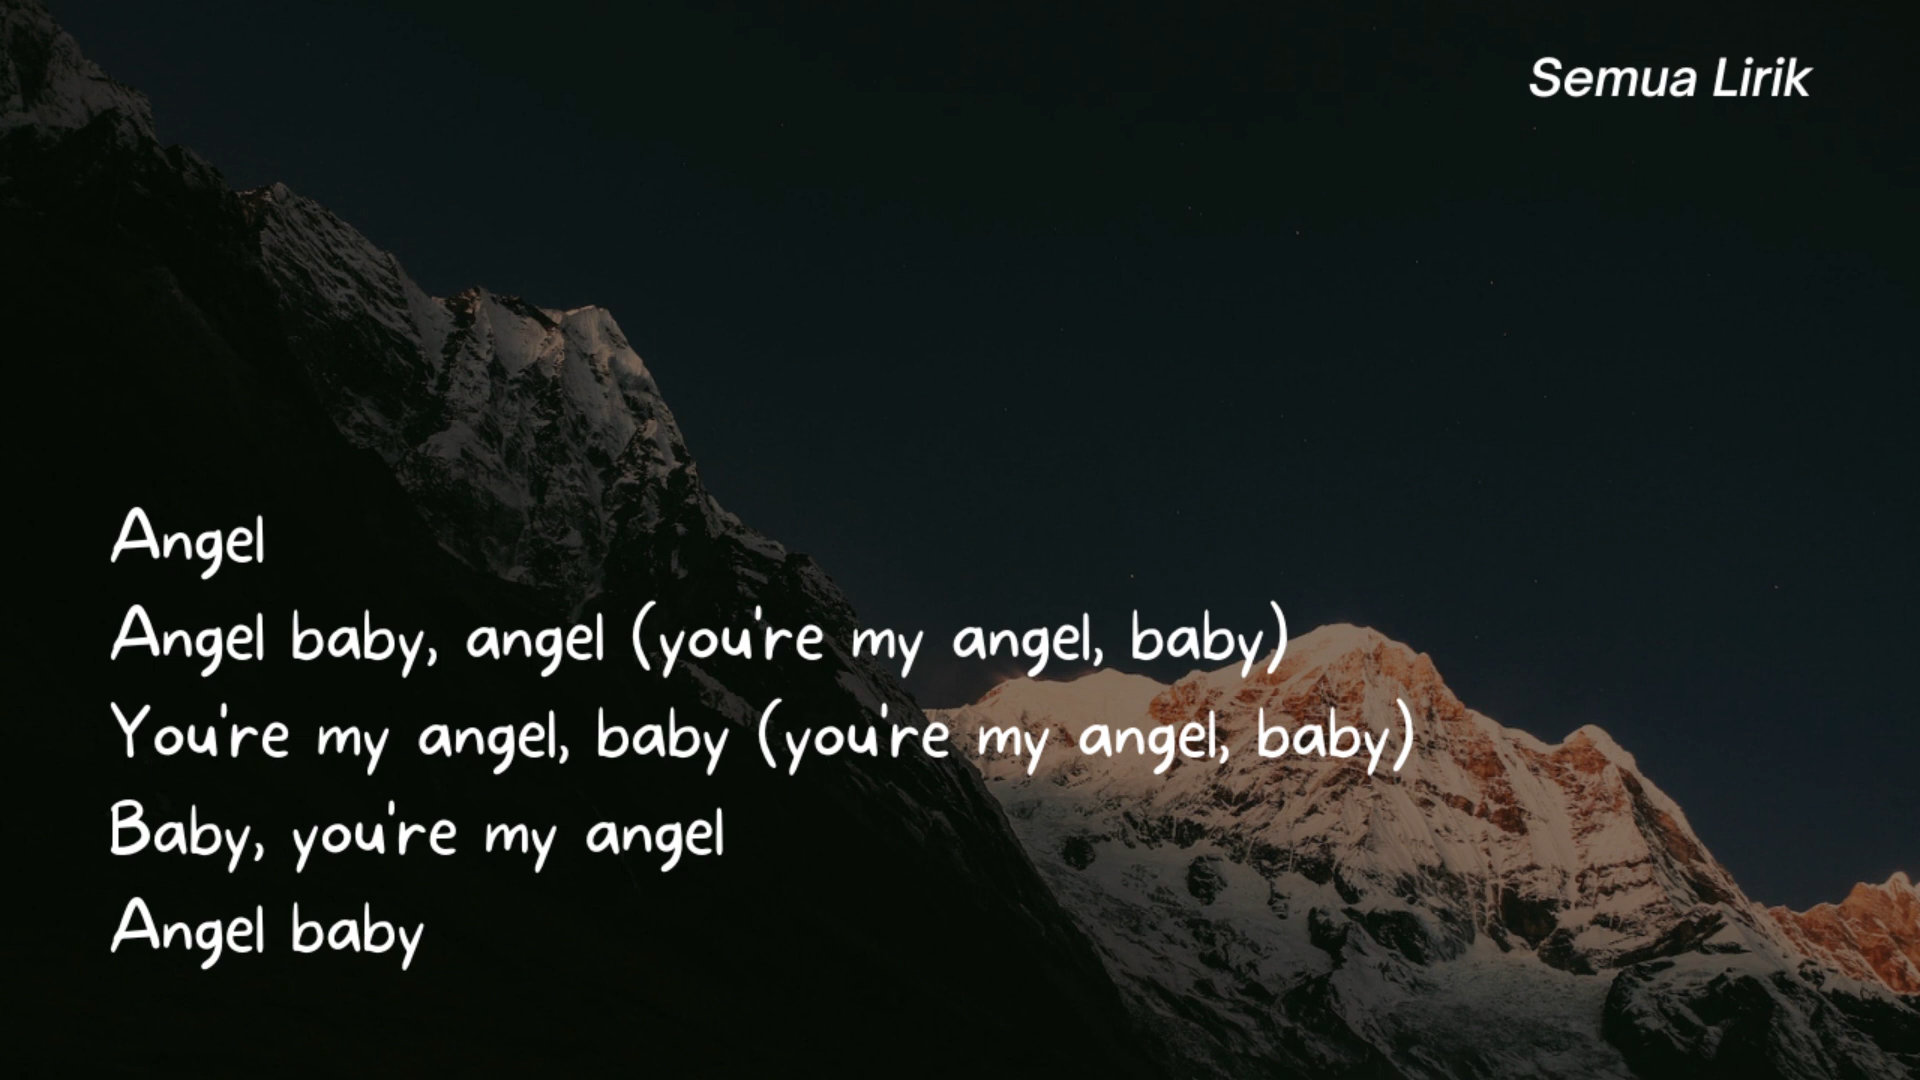 Semua Lirik
Angel
Angel baby, angel (you're my angel, baby)
You're my angel, baby (you're my angel, baby)
Baby, you're my angel
Angel baby